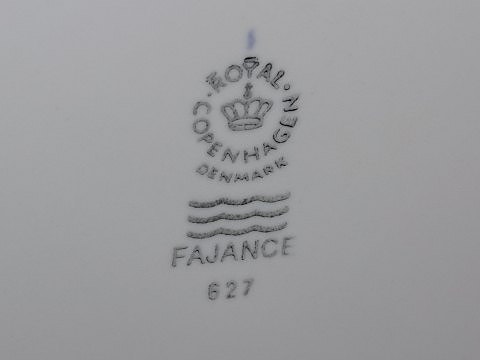 ROYAL
COPENHAGEN
DENMARK
FAJANCE
627